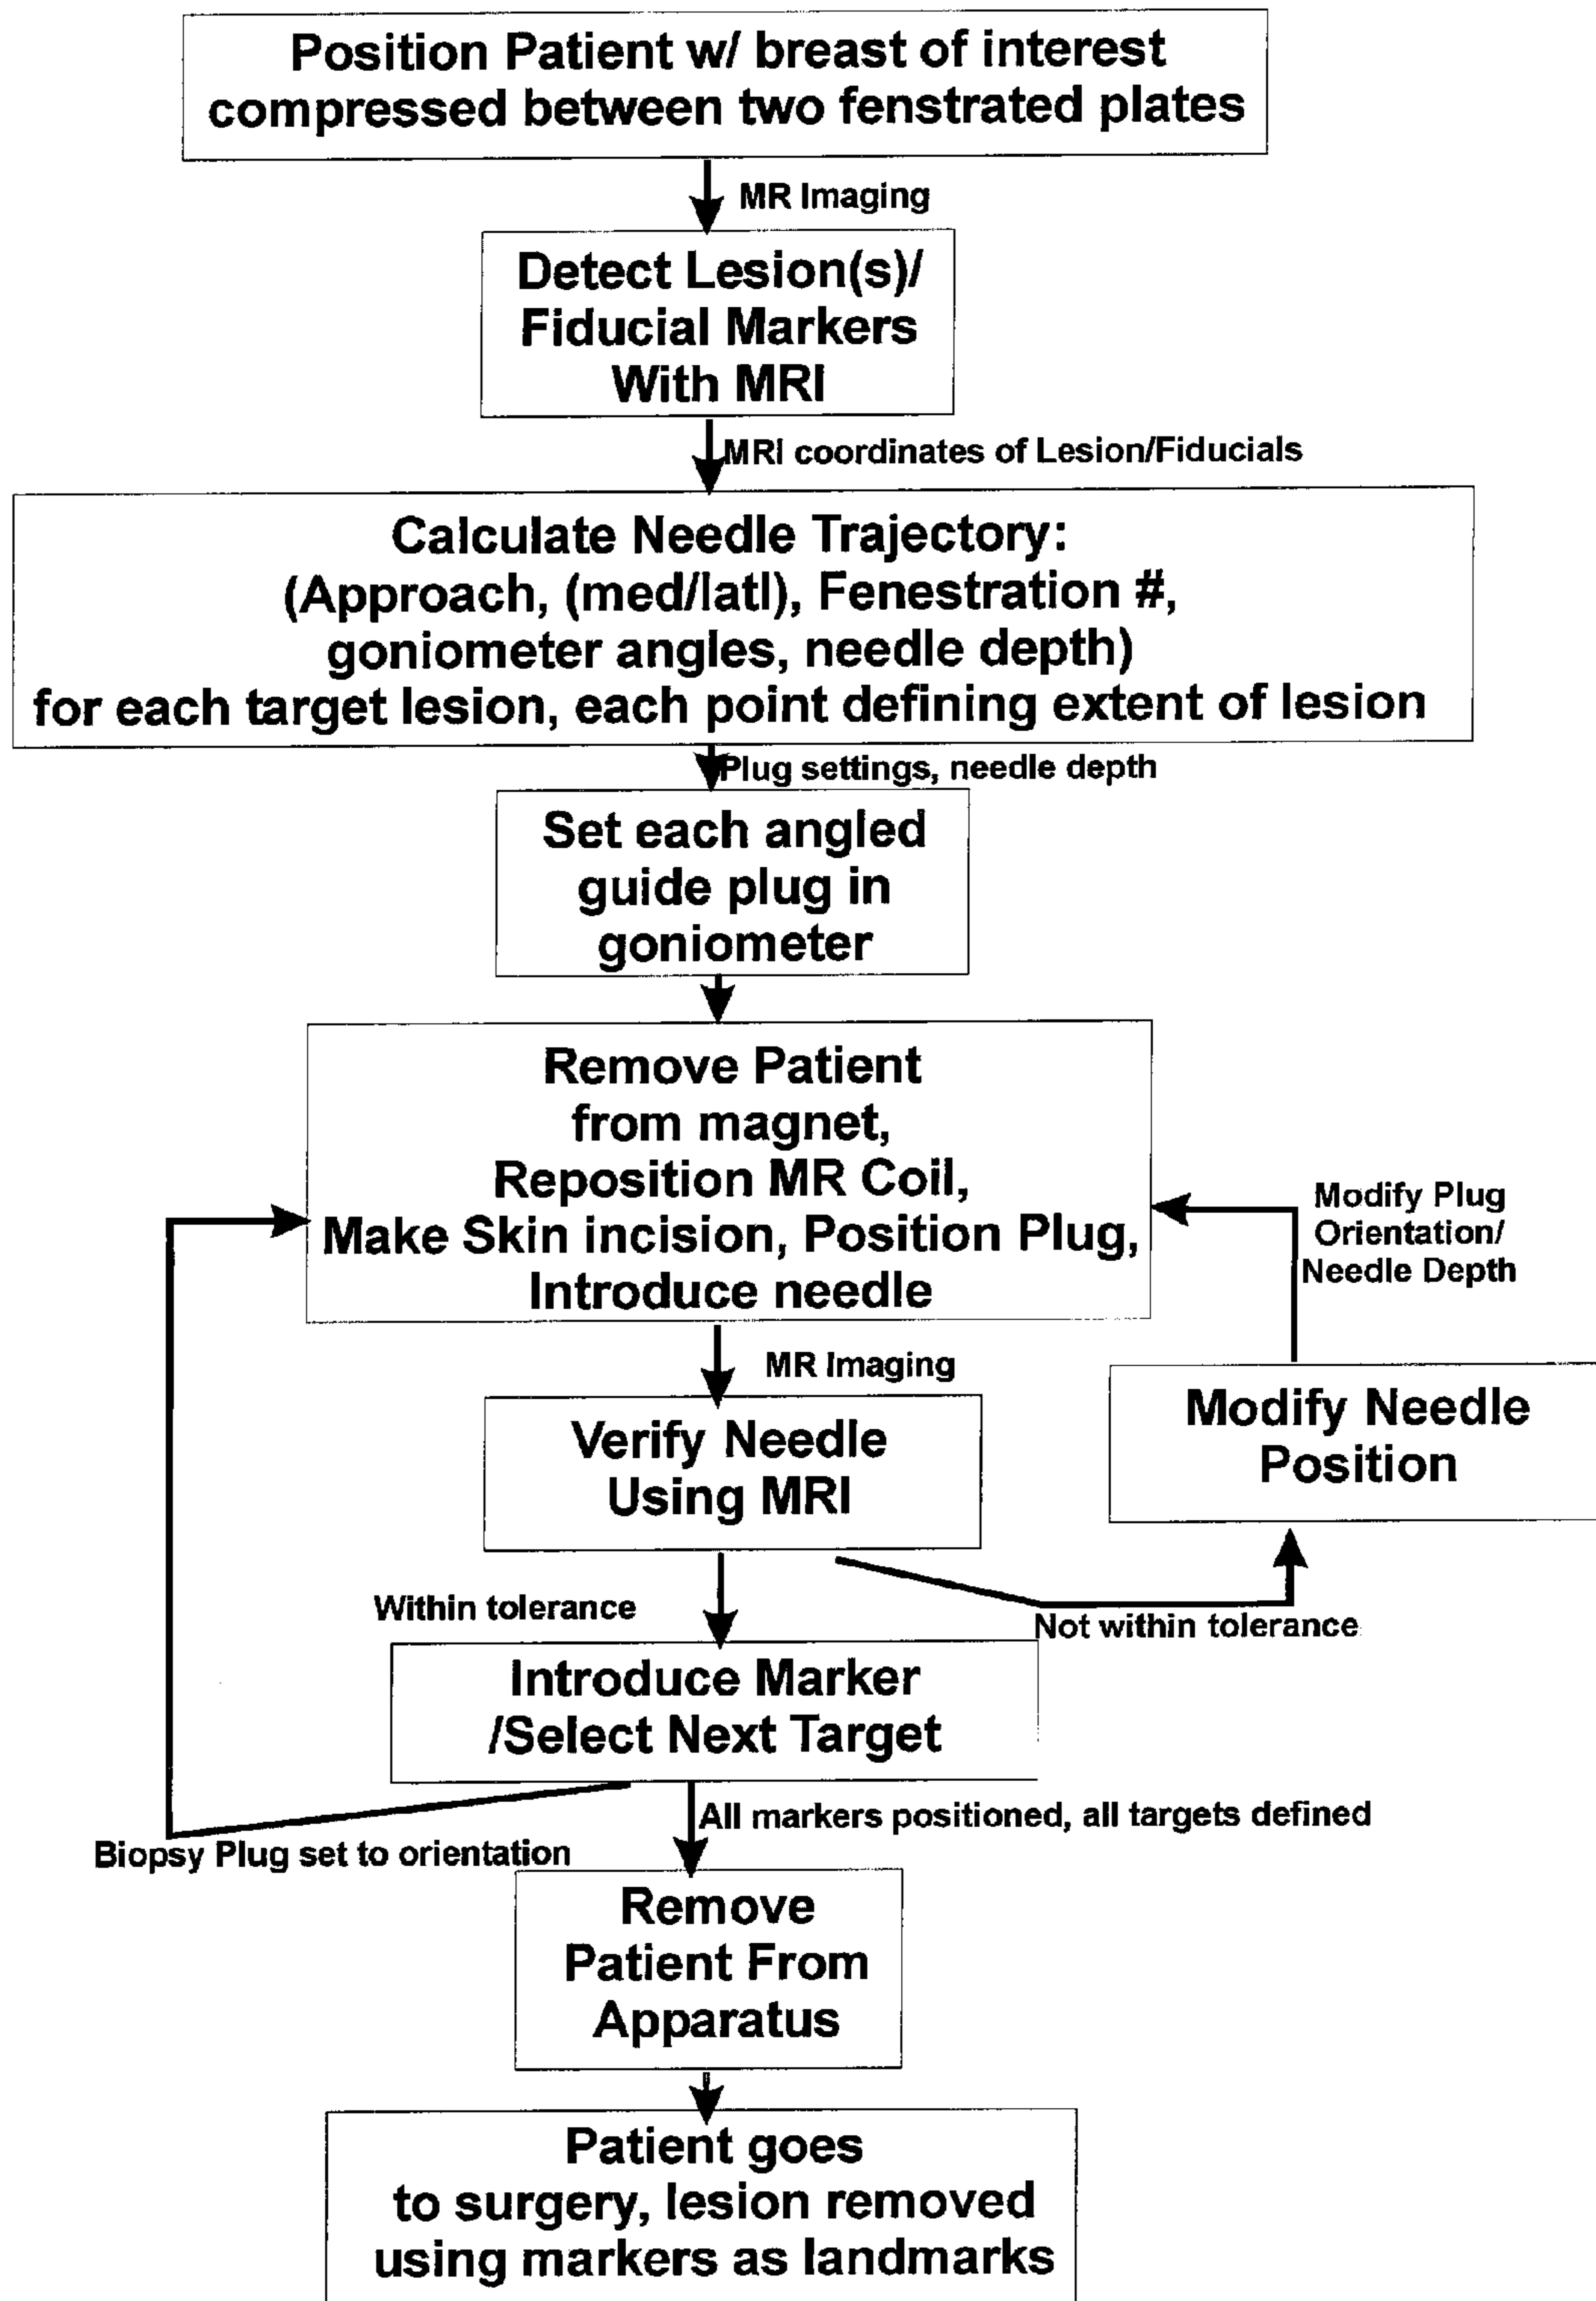 Position Patient w/ breast of interest
compressed between two fenstrated plates
MR Imaging
Detect Lesion(s)/
Fiducial Markers
With MRI
MRI coordinates of Lesion/Fiducials
Calculate Needle Trajectory:
(Approach, (med/latl), Fenestration #,
goniometer angles, needle depth)
for each target lesion, each point defining extent of lesion
Plug settings, needle depth
Set each angled
guide plug in
goniometer
Remove Patient
from magnet,
Reposition MR Coil,
Make Skin incision, Position Plug,
Introduce needle
Modify Plug
Orientation/
Needle Depth
MR Imaging
Verify Needle
Using MRI
Modify Needle
Position
Within tolerance
Not within tolerance
Introduce Marker
/Select Next Target
All markers positioned, all targets defined
Biopsy Plug set to orientation
Remove
Patient From
Apparatus
Patient goes
to surgery, lesion removed
using markers as landmarks